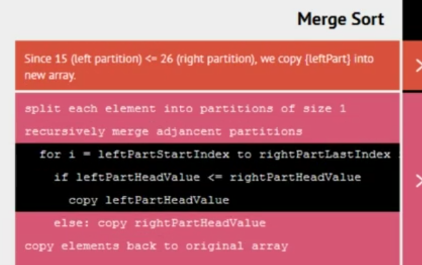 Merge Sort
Since 15 (left partition) <= 26 (right partition), we copy {leftPart} into
new array.
split each element into partitions of size 1
recursively merge adjancent partitions
for i = leftPartStartIndex to rightPartLastIndex
if leftPartHeadValue <= rightPartHeadValue
copy leftPartHeadValue
else: copy rightPartHeadValue
copy elements back to original array